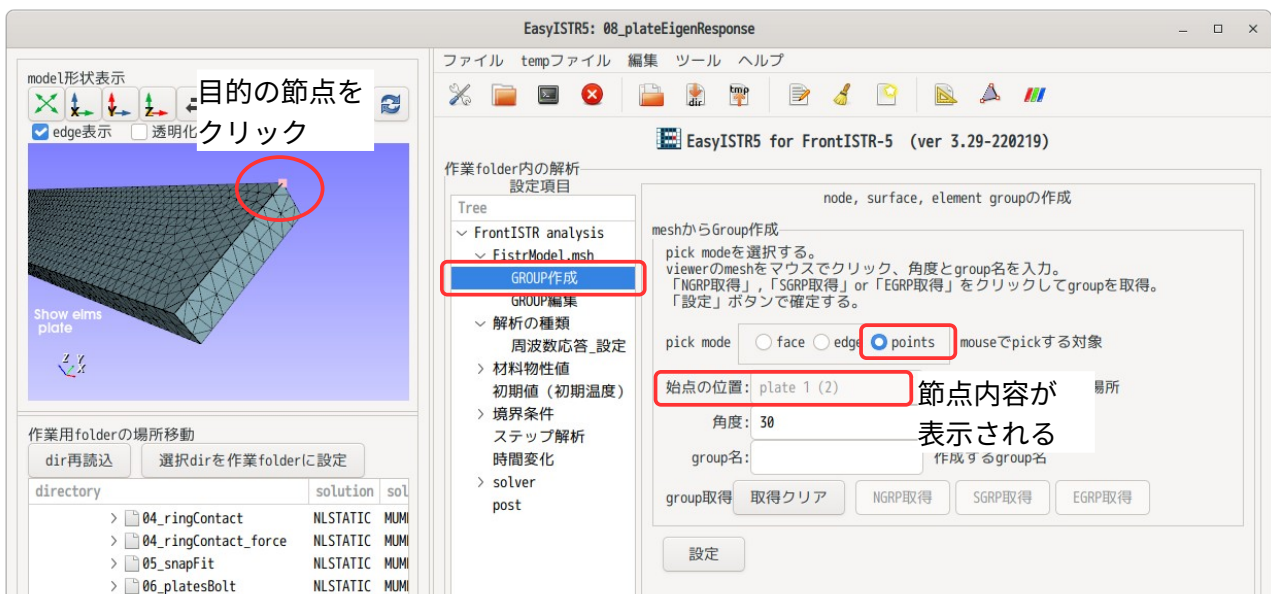 EasyISTR5: 08_plateEigenResponse
model形状表示
目的の節点を
クリック
edge表示 透明化
Show elms
plate
Z Y
X
作業用folderの場所移動
dir再読込 選択dirを作業folderに設定
directory solution sol
04_ringContact NLSTATIC MUM
04_ringContact_force NLSTATIC MUM
05_snapFit NLSTATIC MUM
06_platesBolt NLSTATIC MUM
ファイル tempファイル 編集 ツール ヘルプ
dir tmp
EasyISTR5 for FrontISTR-5 (ver 3.29-220219)
作業folder内の解析
設定項目
Tree
FrontISTR analysis
FistrModel.msh
GROUP作成
GROUP編集
解析の種類
周波数応答_設定
材料物性値
初期値（初期温度）
境界条件
ステップ解析
時間変化
solver
post
node, surface, element groupの作成
meshからGroup作成
pick modeを選択する。
viewerのmeshをマウスでクリック、角度とgroup名を入力。
「NGRP取得」,「SGRP取得」or「EGRP取得」をクリックしてgroupを取得。
「設定」ボタンで確定する。
pick mode face edge points mouseでpickする対象
始点の位置: plate 1 (2) 場所
節点内容が
表示される
角度: 30
group名: 作成するgroup名
group取得 取得クリア NGRP取得 SGRP取得 EGRP取得
設定